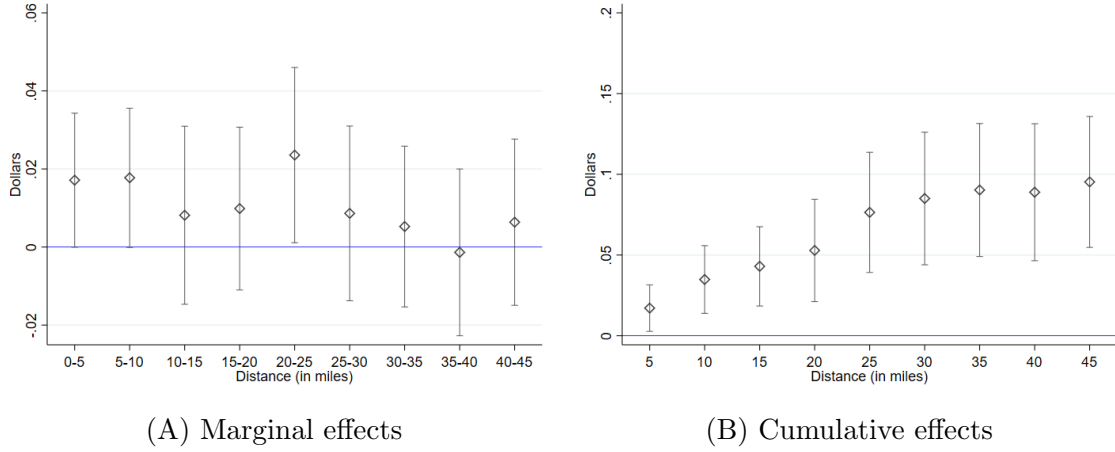 .06
.04
.02
0
-.02
Dollars
0-5 5-10 10-15 15-20 20-25 25-30 30-35 35-40 40-45
Distance (in miles)
(A) Marginal effects
.2
.15
.1
.05
0
Dollars
5 10 15 20 25 30 35 40 45
Distance (in miles)
(B) Cumulative effects